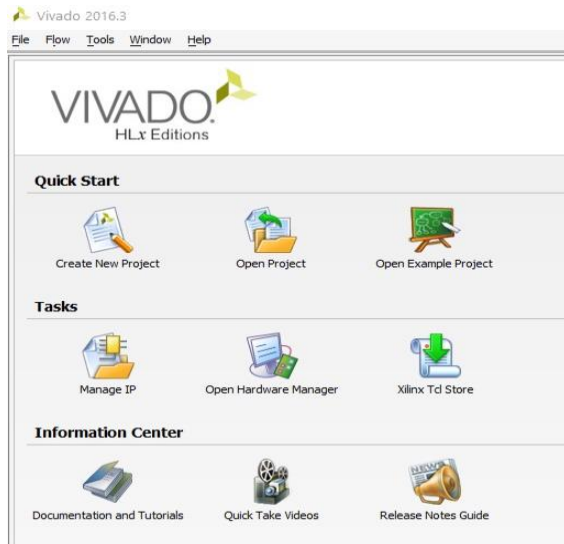 Vivado 2016.3
File Flow Tools Window Help
VIVADO.
HLx Editions
Quick Start
Create New Project Open Project Open Example Project
Tasks
Manage IP Open Hardware Manager Xilinx Tcl Store
Information Center
NEWS
Documentation and Tutorials Quick Take Videos Release Notes Guide